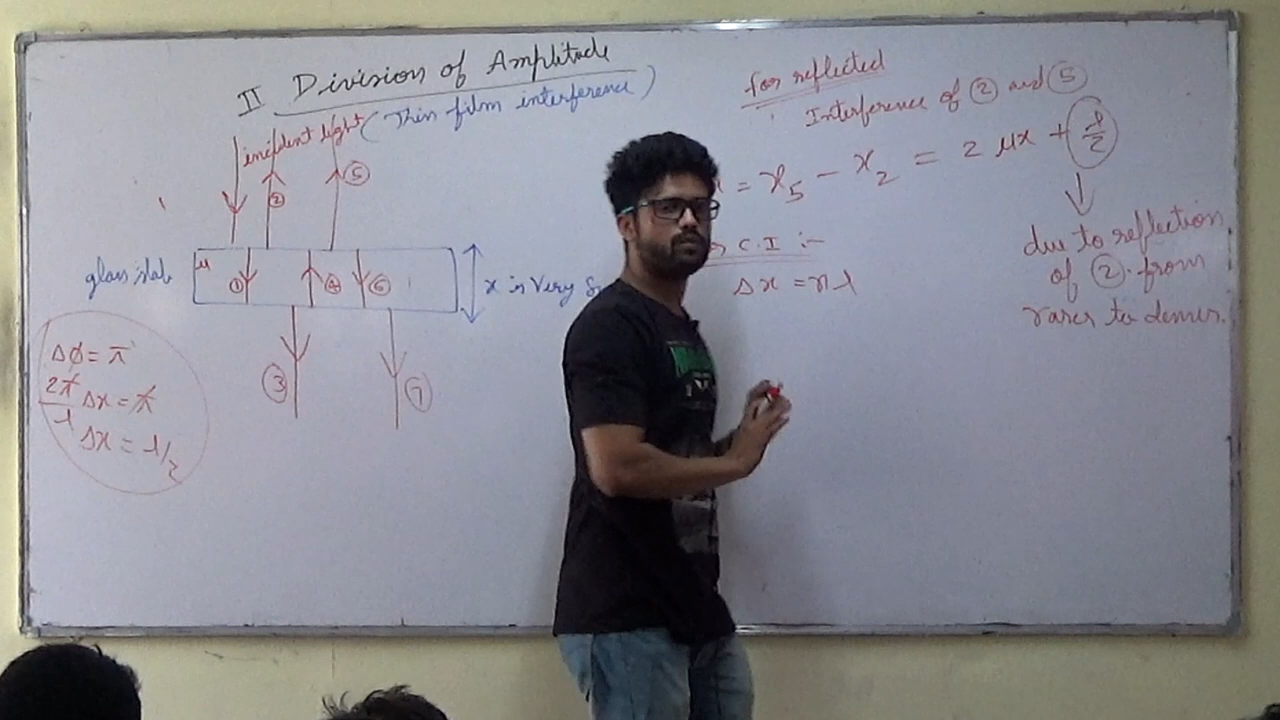 II Division of Amplitude
(Thin film interference)
incident light
②
⑤
glass slab
μ
①
④
⑥
x is Very
③
⑦
Δφ = π
2π/λ Δx = π
Δx = λ/2
for reflected
Interference of ② and ⑤
= x₅ - x₂ = 2μx + λ/2
due to reflection
of ② from
rarer to denser.
C.I :-
Δx = nλ